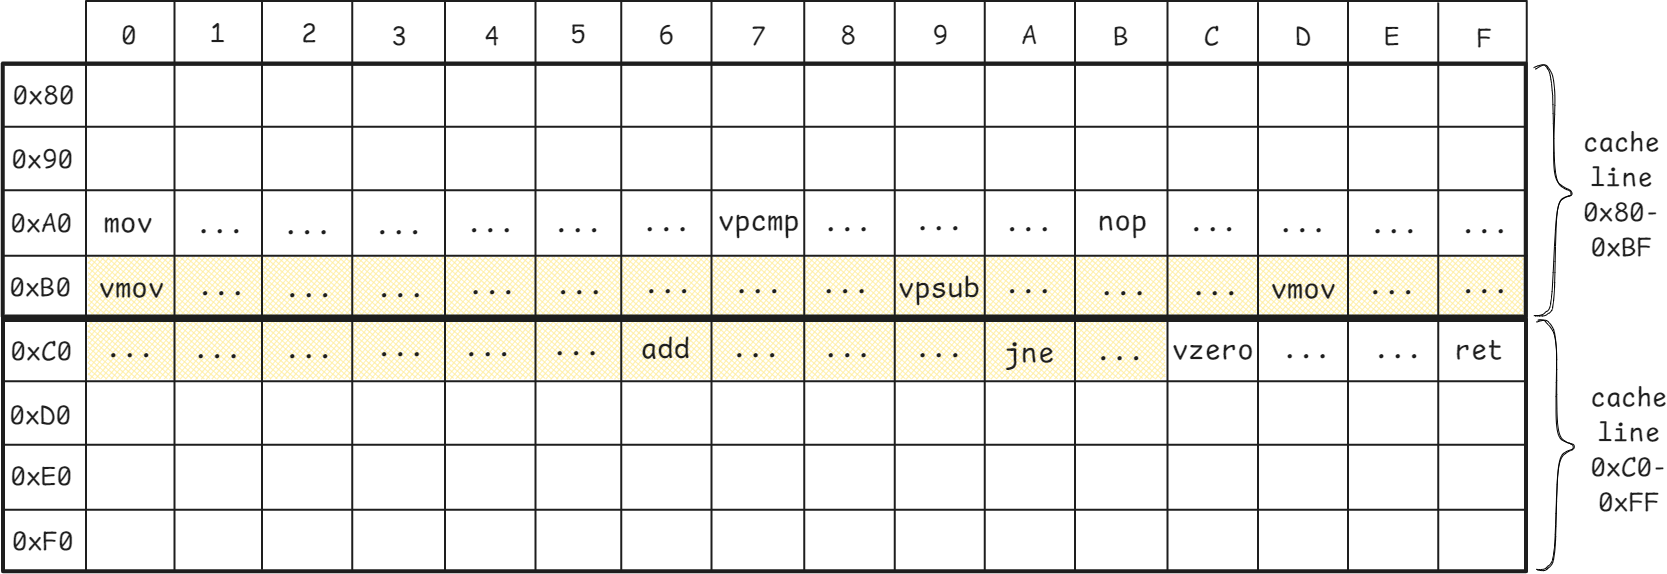 0 1 2 3 4 5 6 7 8 9 A B C D E F
0x80
0x90
0xA0 mov ... ... ... ... ... ... vpcmp ... ... ... nop ... ... ... ...
0xB0 vmov ... ... ... ... ... ... ... ... vpsub ... ... ... vmov ... ...
0xC0 ... ... ... ... ... ... add ... ... ... jne ... vzero ... ... ret
0xD0
0xE0
0xF0
cache
line
0x80-
0xBF
cache
line
0xC0-
0xFF